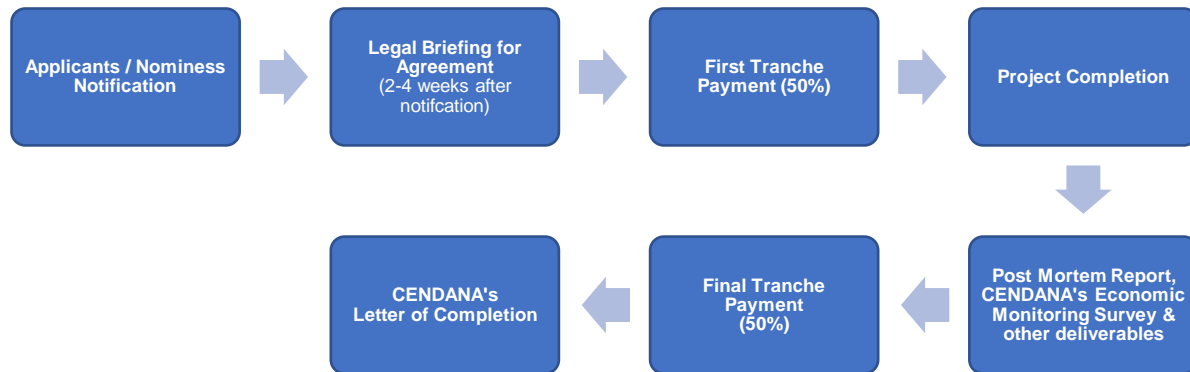 Applicants / Nominess
Notification
Legal Briefing for
Agreement
(2-4 weeks after
notifcation)
First Tranche
Payment (50%)
Project Completion
Post Mortem Report,
CENDANA's Economic
Monitoring Survey &
other deliverables
Final Tranche
Payment
(50%)
CENDANA's
Letter of Completion